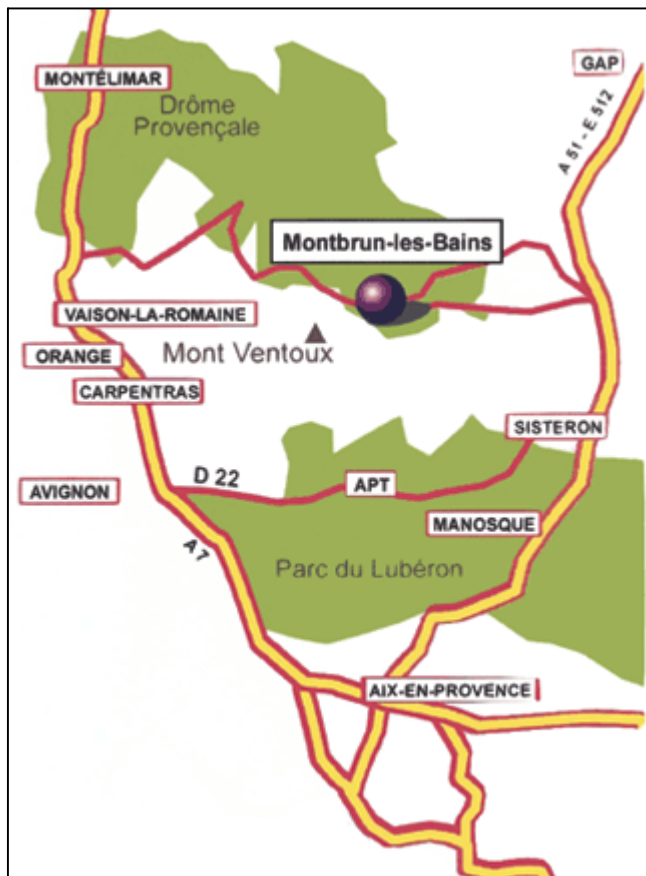 MONTÉLIMAR
GAP
Drôme
Provençale
A 51 - E 512
Montbrun-les-Bains
VAISON-LA-ROMAINE
Mont Ventoux
ORANGE
CARPENTRAS
SISTERON
D 22
APT
AVIGNON
MANOSQUE
A 7
Parc du Lubéron
AIX-EN-PROVENCE